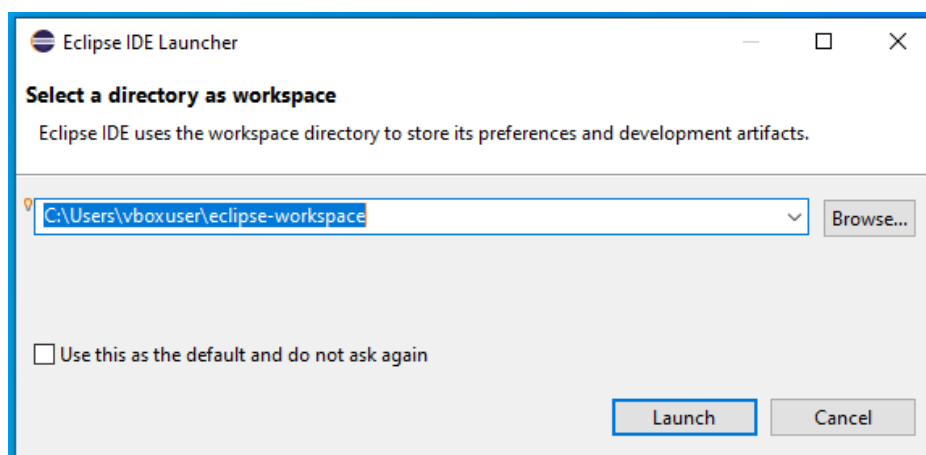 Eclipse IDE Launcher
Select a directory as workspace
Eclipse IDE uses the workspace directory to store its preferences and development artifacts.
C:\Users\vboxuser\eclipse-workspace
Browse...
Use this as the default and do not ask again
Launch
Cancel